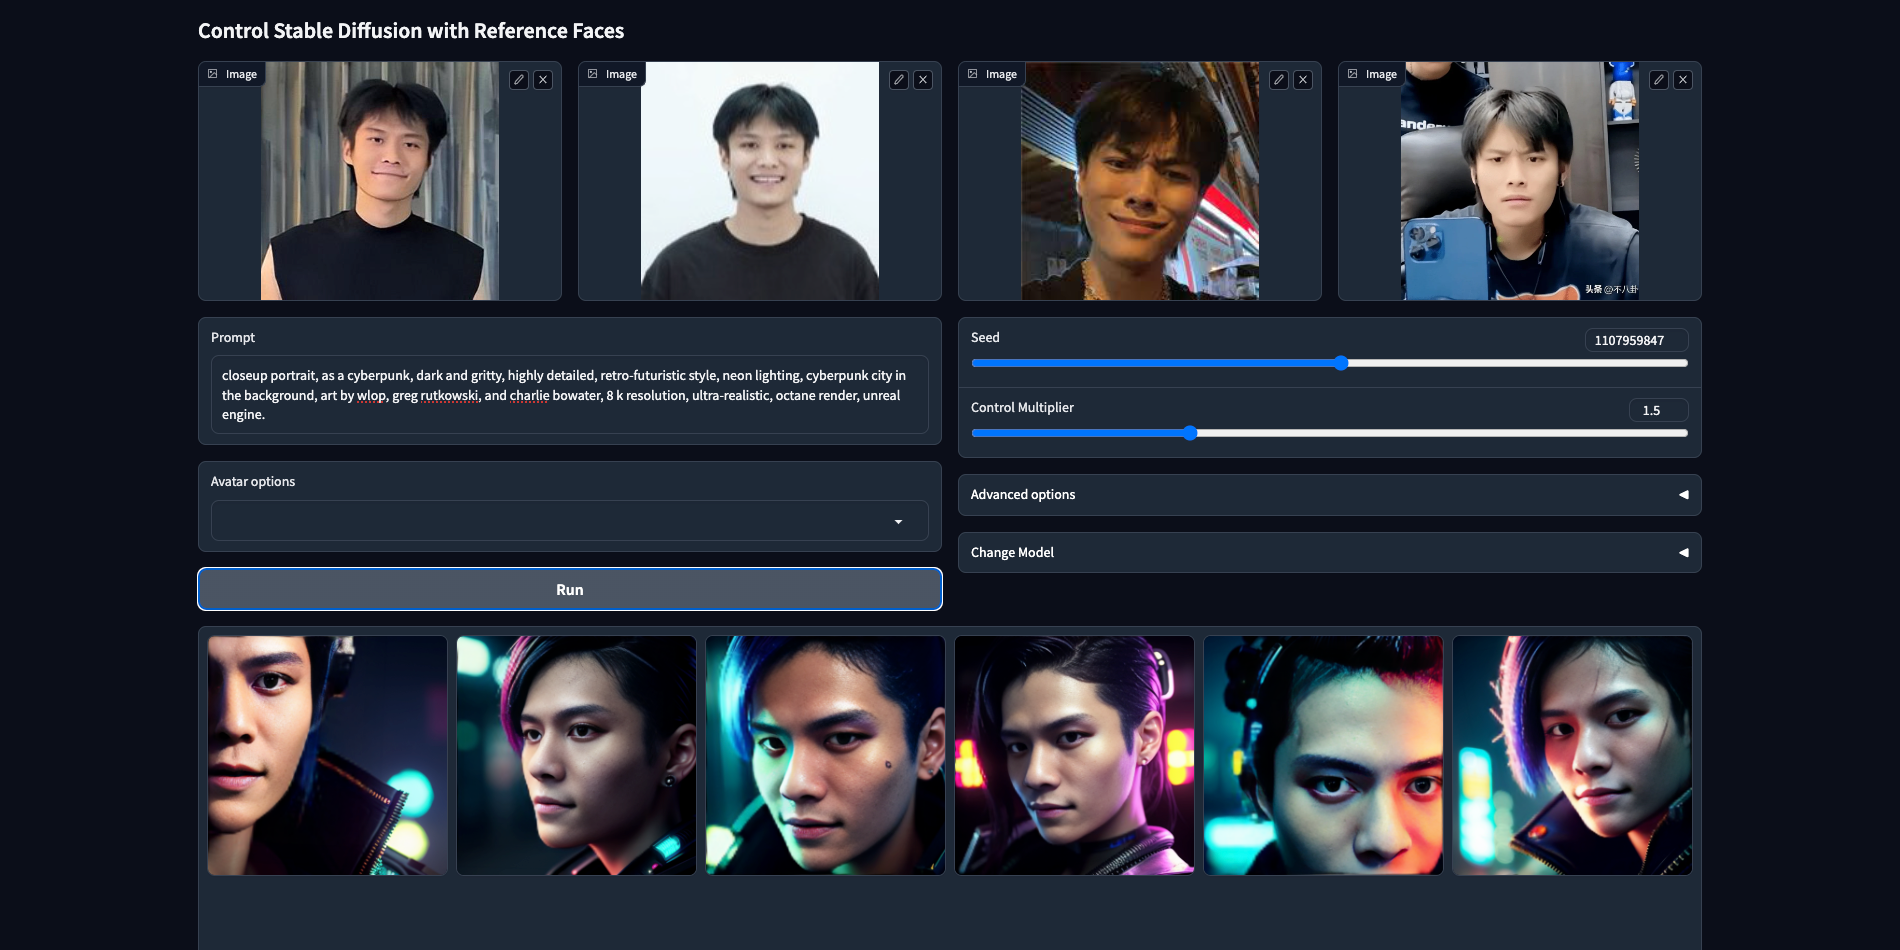 Control Stable Diffusion with Reference Faces
Image
Image
Image
Image
ander
头条 @不八卦
Prompt
closeup portrait, as a cyberpunk, dark and gritty, highly detailed, retro-futuristic style, neon lighting, cyberpunk city in
the background, art by wlop, greg rutkowski, and charlie bowater, 8 k resolution, ultra-realistic, octane render, unreal
engine.
Seed
1107959847
Control Multiplier
1.5
Avatar options
Advanced options
Change Model
Run